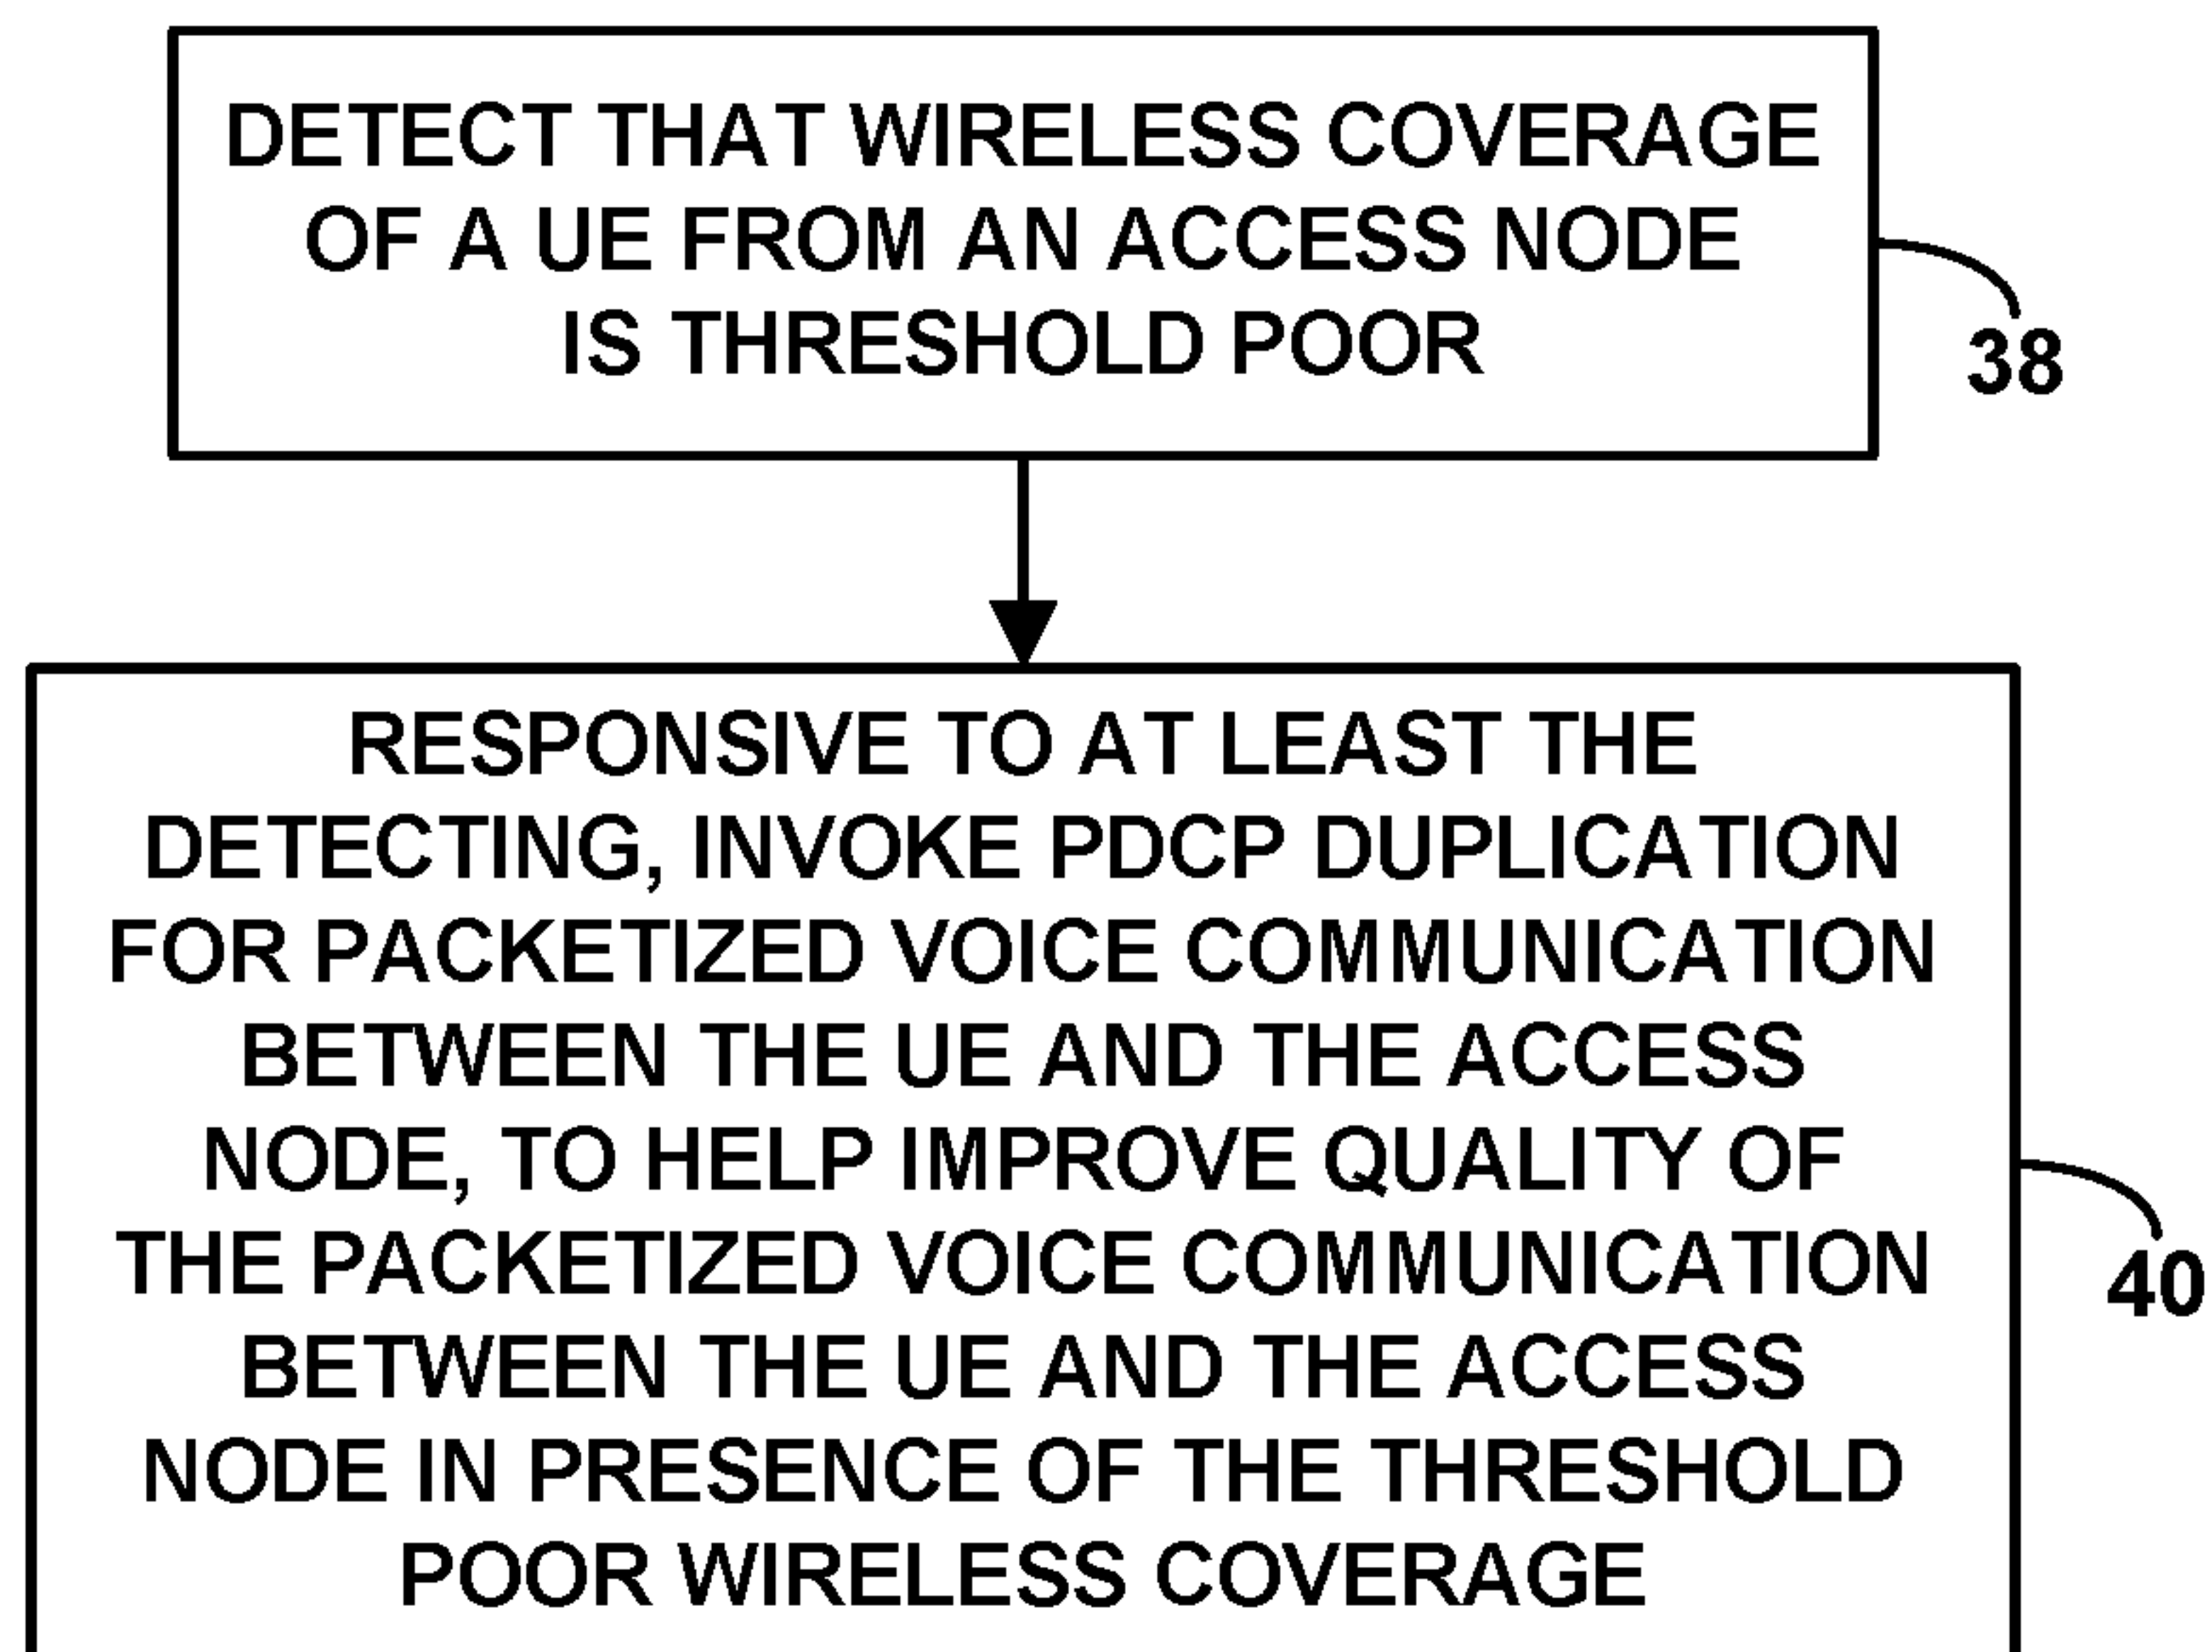 DETECT THAT WIRELESS COVERAGE
OF A UE FROM AN ACCESS NODE
IS THRESHOLD POOR
38
RESPONSIVE TO AT LEAST THE
DETECTING, INVOKE PDCP DUPLICATION
FOR PACKETIZED VOICE COMMUNICATION
BETWEEN THE UE AND THE ACCESS
NODE, TO HELP IMPROVE QUALITY OF
THE PACKETIZED VOICE COMMUNICATION
BETWEEN THE UE AND THE ACCESS
NODE IN PRESENCE OF THE THRESHOLD
POOR WIRELESS COVERAGE
40